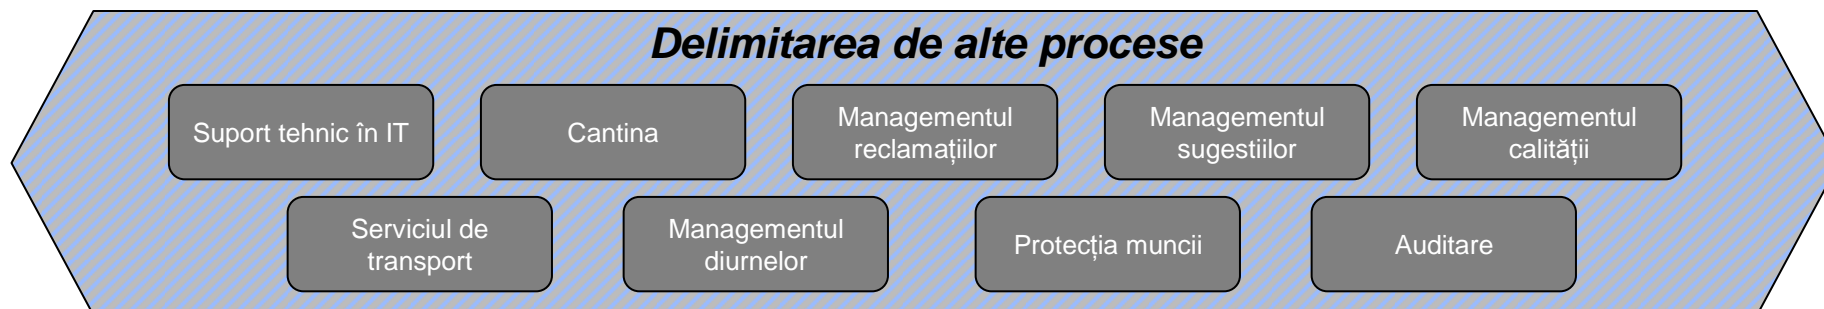 Delimitarea de alte procese
Suport tehnic în IT
Cantina
Managementul
reclamațiilor
Managementul
sugestiilor
Managementul
calității
Serviciul de
transport
Managementul
diurnelor
Protecția muncii
Auditare